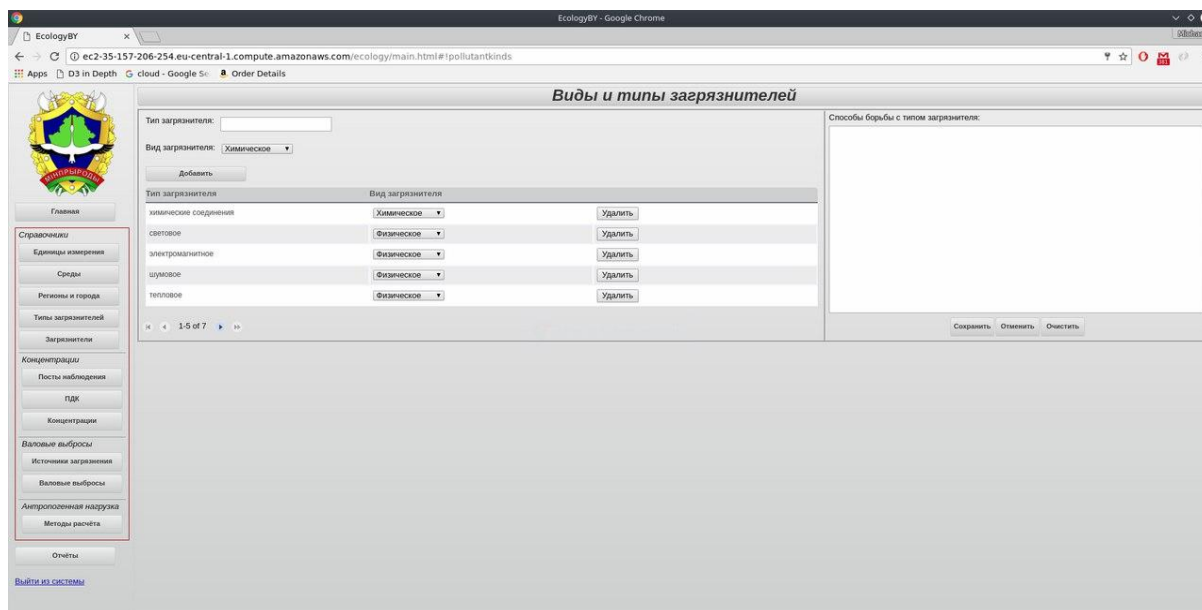 EcologyBY - Google Chrome
EcologyBY
ec2-35-157-206-254.eu-central-1.compute.amazonaws.com/ecology/main.html#!pollutantkinds
Apps D3 in Depth cloud - Google Se Order Details
МІНПРЫРОДЫ
Главная
Справочники
Единицы измерения
Среды
Регионы и города
Типы загрязнителей
Загрязнители
Концентрации
Посты наблюдения
ПДК
Концентрации
Валовые выбросы
Источники загрязнения
Валовые выбросы
Антропогенная нагрузка
Методы расчёта
Отчёты
Выйти из системы
Виды и типы загрязнителей
Тип загрязнителя:
Вид загрязнителя: Химическое
Добавить
Тип загрязнителя Вид загрязнителя
химические соединения Химическое Удалить
световое Физическое Удалить
электромагнитное Физическое Удалить
шумовое Физическое Удалить
тепловое Физическое Удалить
1-5 of 7
Способы борьбы с типом загрязнителя:
Сохранить Отменить Очистить